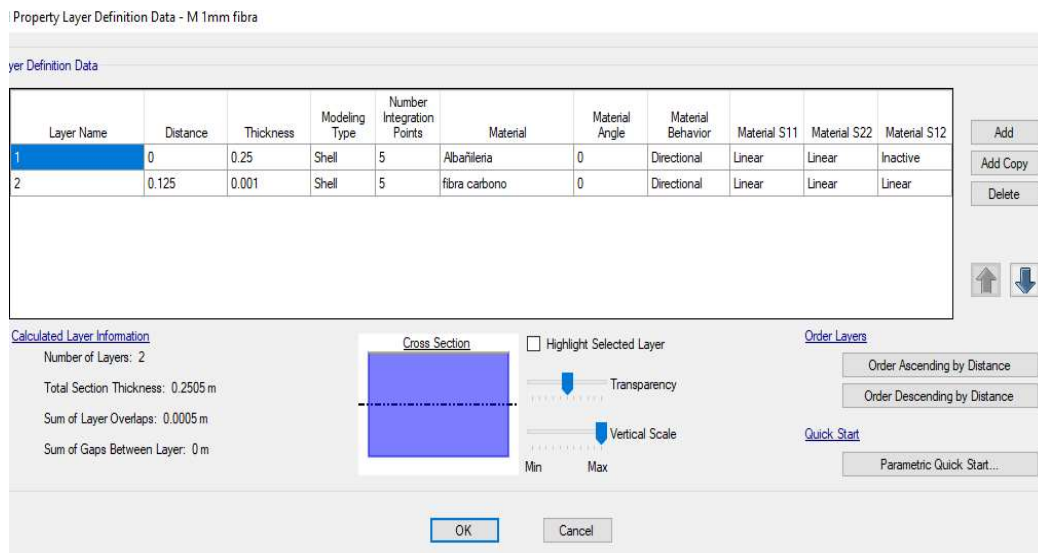 Property Layer Definition Data - M 1mm fibra
yer Definition Data
Layer Name Distance Thickness Modeling Type Number Integration Points Material Material Angle Material Behavior Material S11 Material S22 Material S12
1 0 0.25 Shell 5 Albañileria 0 Directional Linear Linear Inactive
2 0.125 0.001 Shell 5 fibra carbono 0 Directional Linear Linear Linear
Add
Add Copy
Delete
Calculated Layer Information
Number of Layers: 2
Total Section Thickness: 0.2505 m
Sum of Layer Overlaps: 0.0005 m
Sum of Gaps Between Layer: 0 m
Cross Section
Highlight Selected Layer
Transparency
Vertical Scale
Min Max
Order Layers
Order Ascending by Distance
Order Descending by Distance
Quick Start
Parametric Quick Start...
OK Cancel